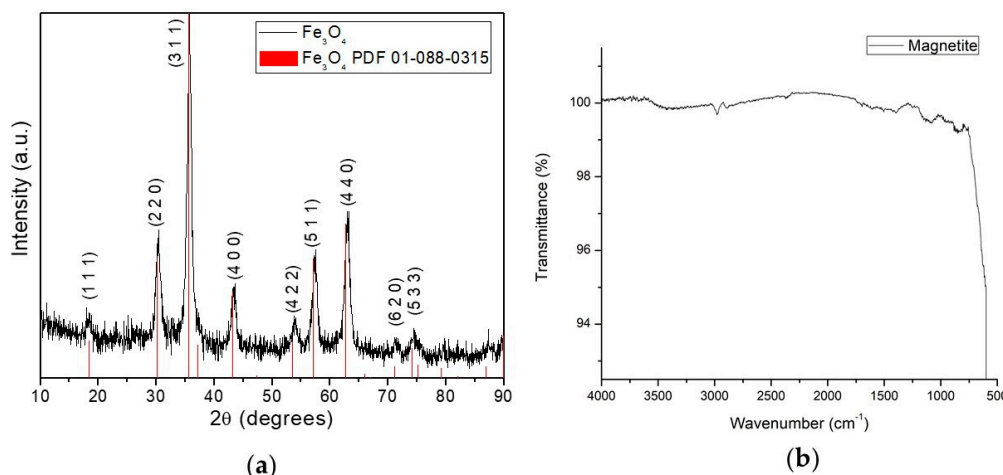 Fe₃O₄
Fe₃O₄ PDF 01-088-0315
(1 1 1)
(2 2 0)
(3 1 1)
(4 0 0)
(4 2 2)
(5 1 1)
(4 4 0)
(6 2 0)
(5 3 3)
Intensity (a.u.)
10 20 30 40 50 60 70 80 90
2θ (degrees)
(a)
Magnetite
Transmittance (%)
100
98
96
94
4000 3500 3000 2500 2000 1500 1000 500
Wavenumber (cm⁻¹)
(b)